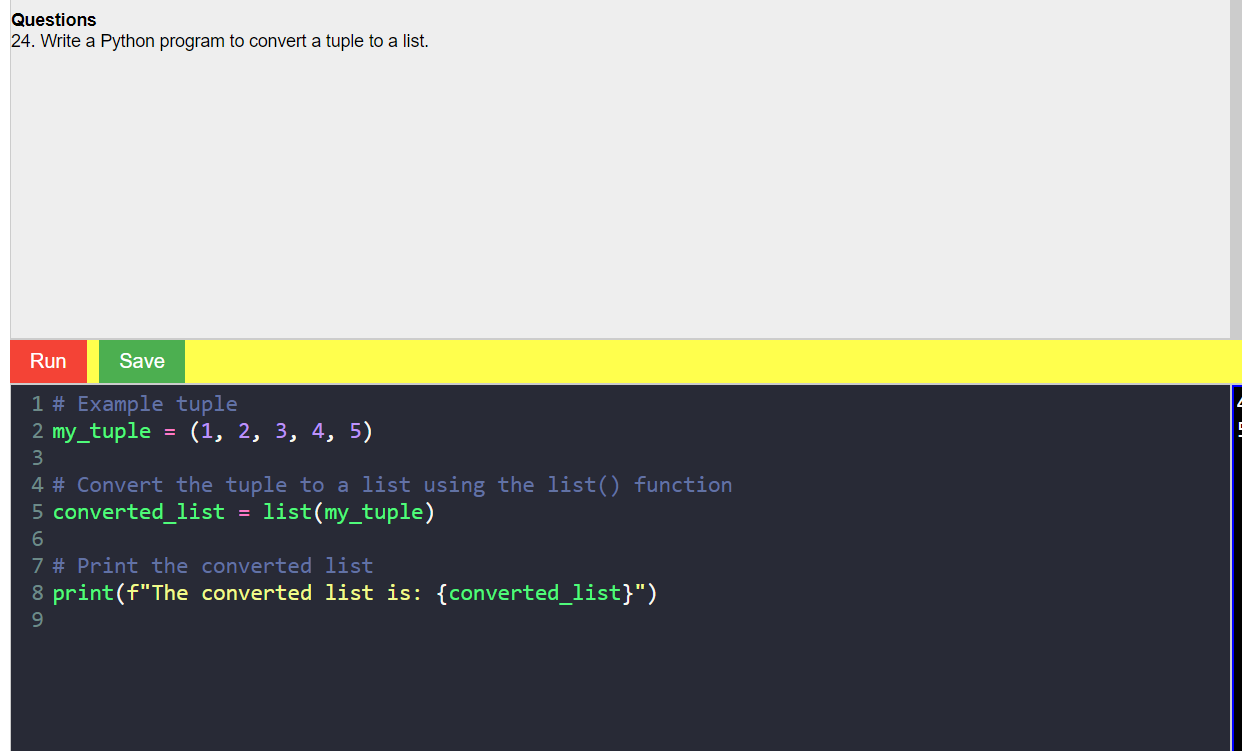 Questions
24. Write a Python program to convert a tuple to a list.
Run Save
1 # Example tuple
2 my_tuple = (1, 2, 3, 4, 5)
3
4 # Convert the tuple to a list using the list() function
5 converted_list = list(my_tuple)
6
7 # Print the converted list
8 print(f"The converted list is: {converted_list}")
9